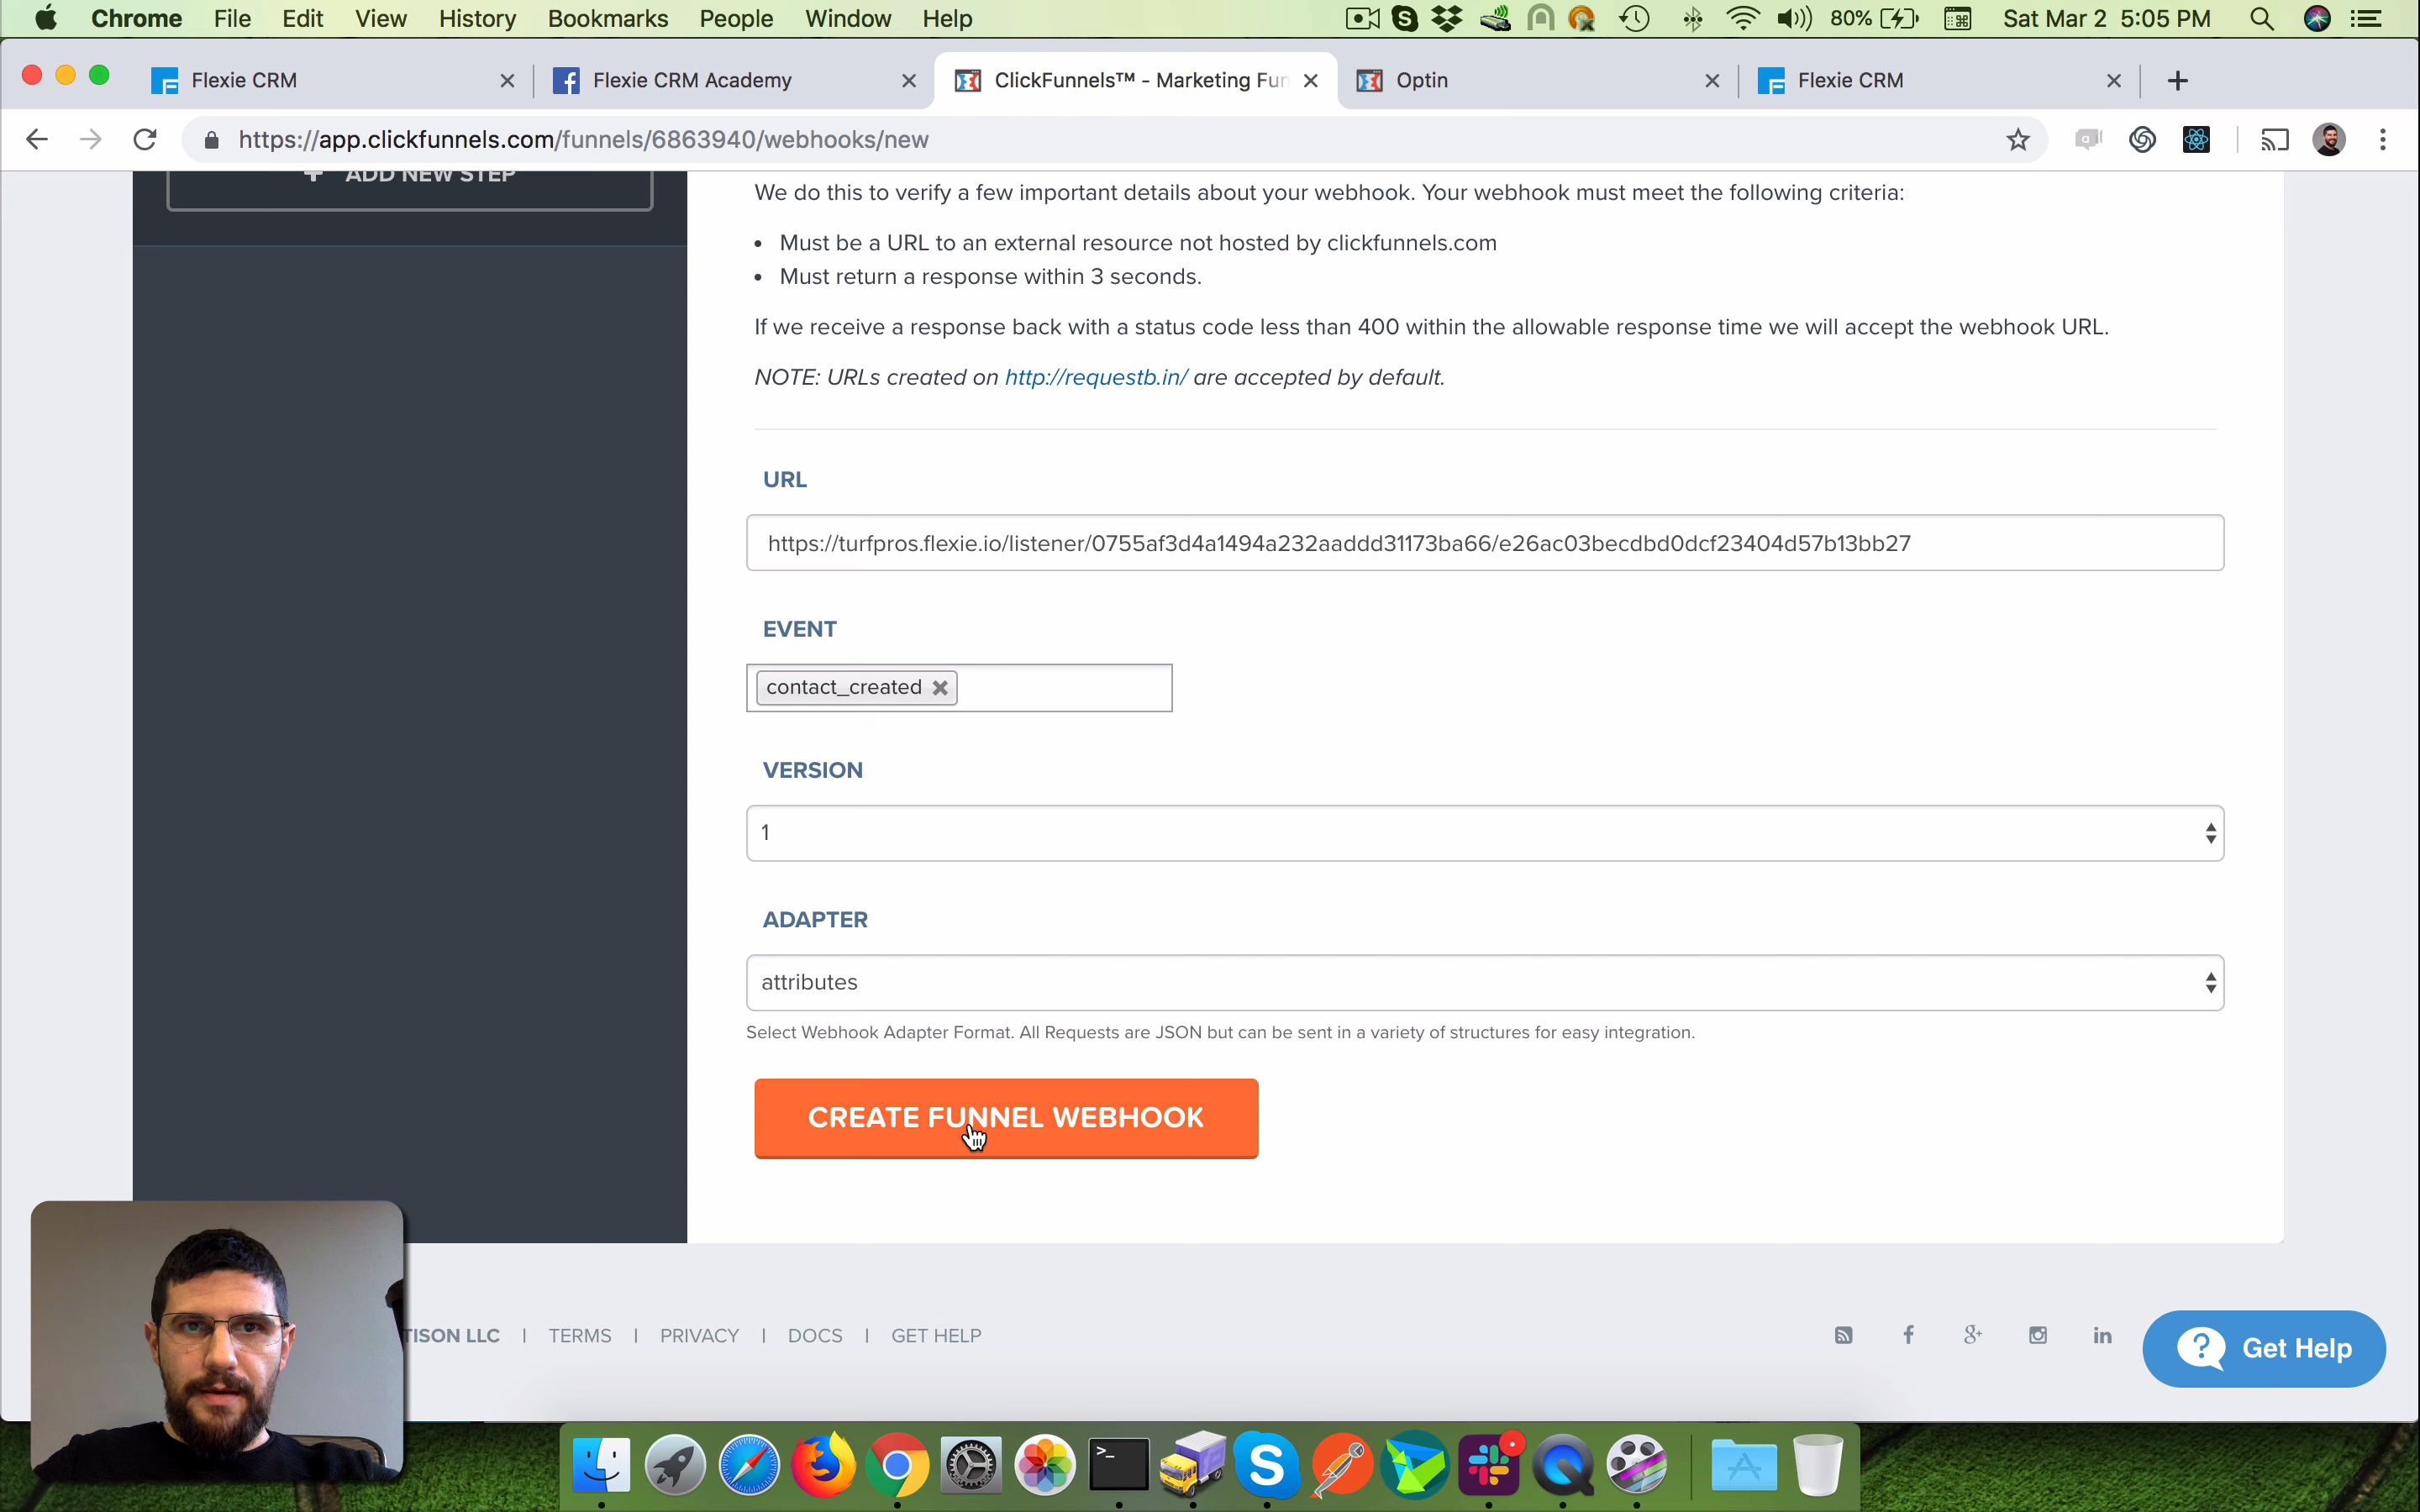 Chrome File Edit View History Bookmarks People Window Help 80% Sat Mar 2 5:05 PM
Flexie CRM Flexie CRM Academy ClickFunnels™ - Marketing Fun Optin Flexie CRM
https://app.clickfunnels.com/funnels/6863940/webhooks/new
+ ADD NEW STEP
We do this to verify a few important details about your webhook. Your webhook must meet the following criteria:
• Must be a URL to an external resource not hosted by clickfunnels.com
• Must return a response within 3 seconds.
If we receive a response back with a status code less than 400 within the allowable response time we will accept the webhook URL.
NOTE: URLs created on http://requestb.in/ are accepted by default.
URL
https://turfpros.flexie.io/listener/0755af3d4a1494a232aaddd31173ba66/e26ac03becdbd0dcf23404d57b13bb27
EVENT
contact_created
VERSION
1
ADAPTER
attributes
Select Webhook Adapter Format. All Requests are JSON but can be sent in a variety of structures for easy integration.
CREATE FUNNEL WEBHOOK
TISON LLC | TERMS | PRIVACY | DOCS | GET HELP
Get Help